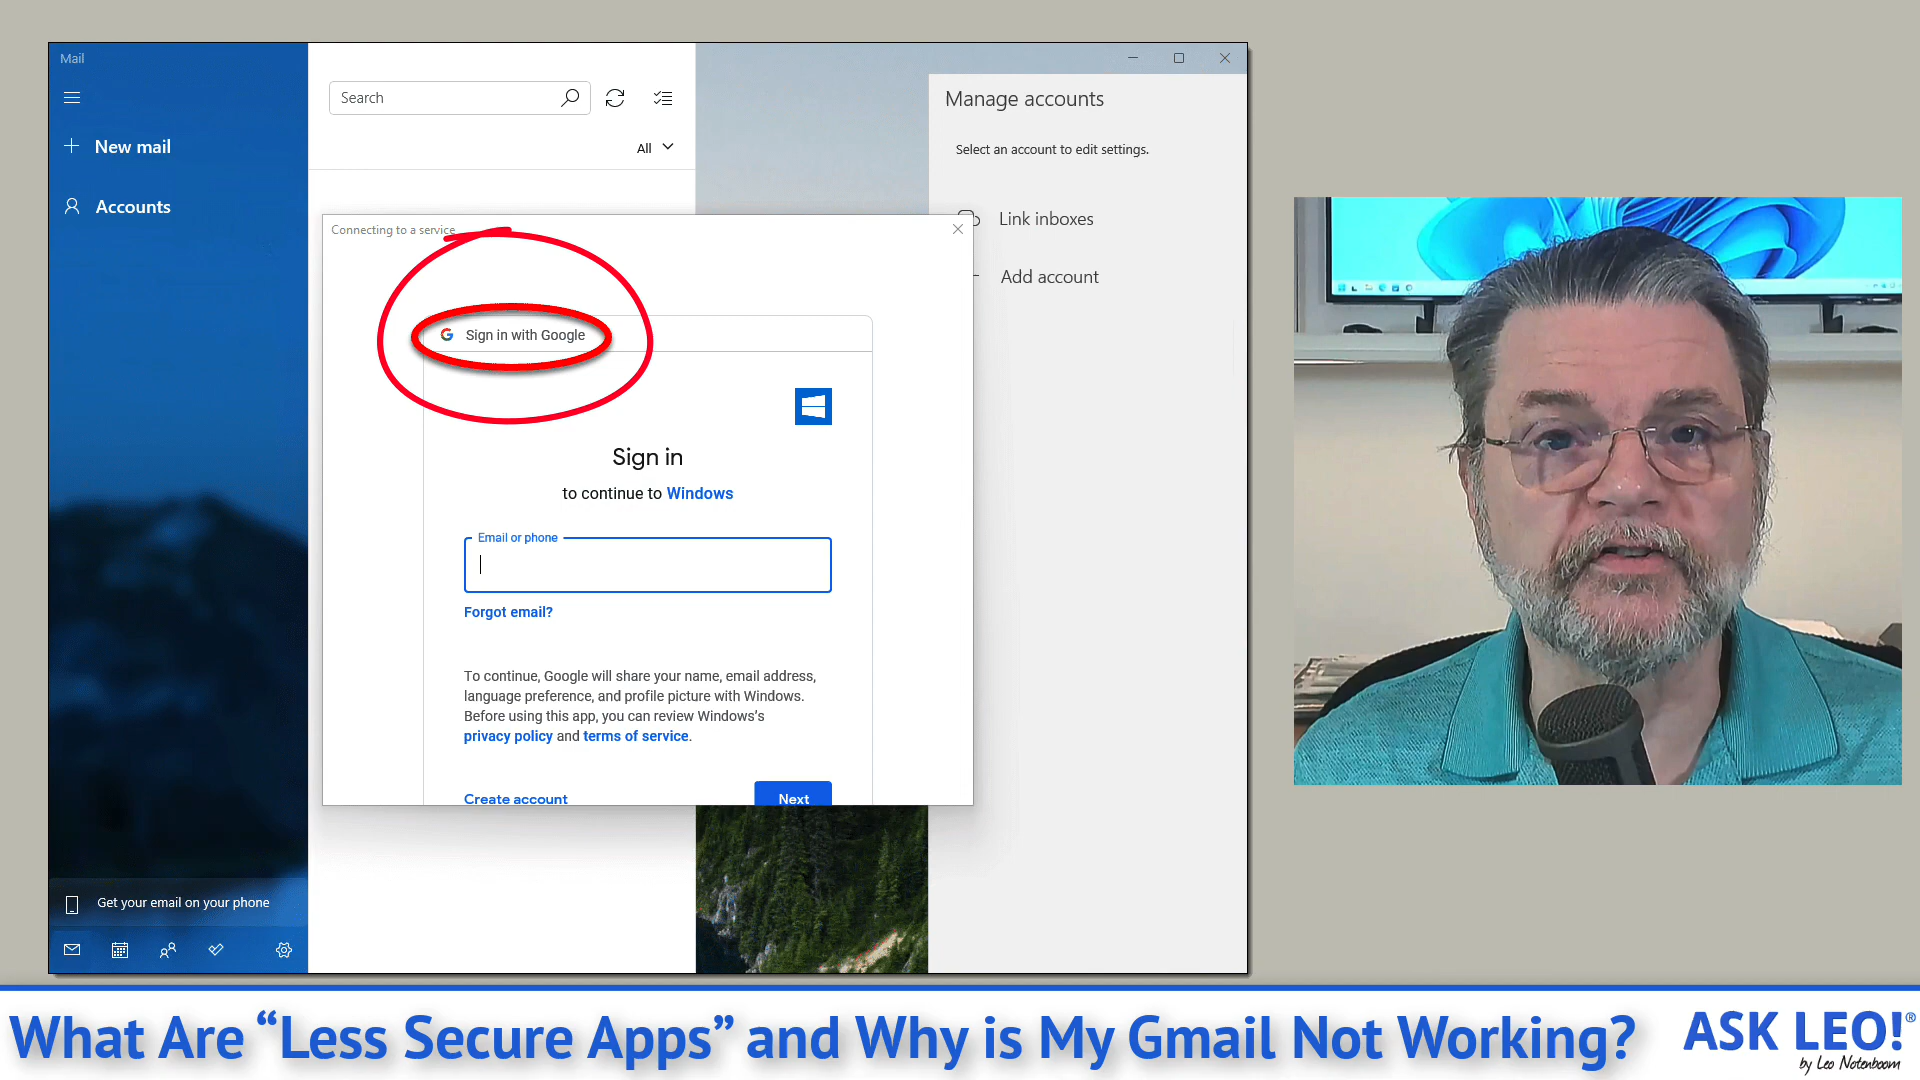 Mail
New mail
Accounts
Get your email on your phone
Search
All
Manage accounts
Select an account to edit settings.
Link inboxes
Add account
Connecting to a service
Sign in with Google
Sign in
to continue to Windows
Email or phone
Forgot email?
To continue, Google will share your name, email address,
language preference, and profile picture with Windows.
Before using this app, you can review Windows's
privacy policy and terms of service.
Create account
Next
What Are “Less Secure Apps” and Why is My Gmail Not Working?
ASK LEO!®
by Leo Notenboom